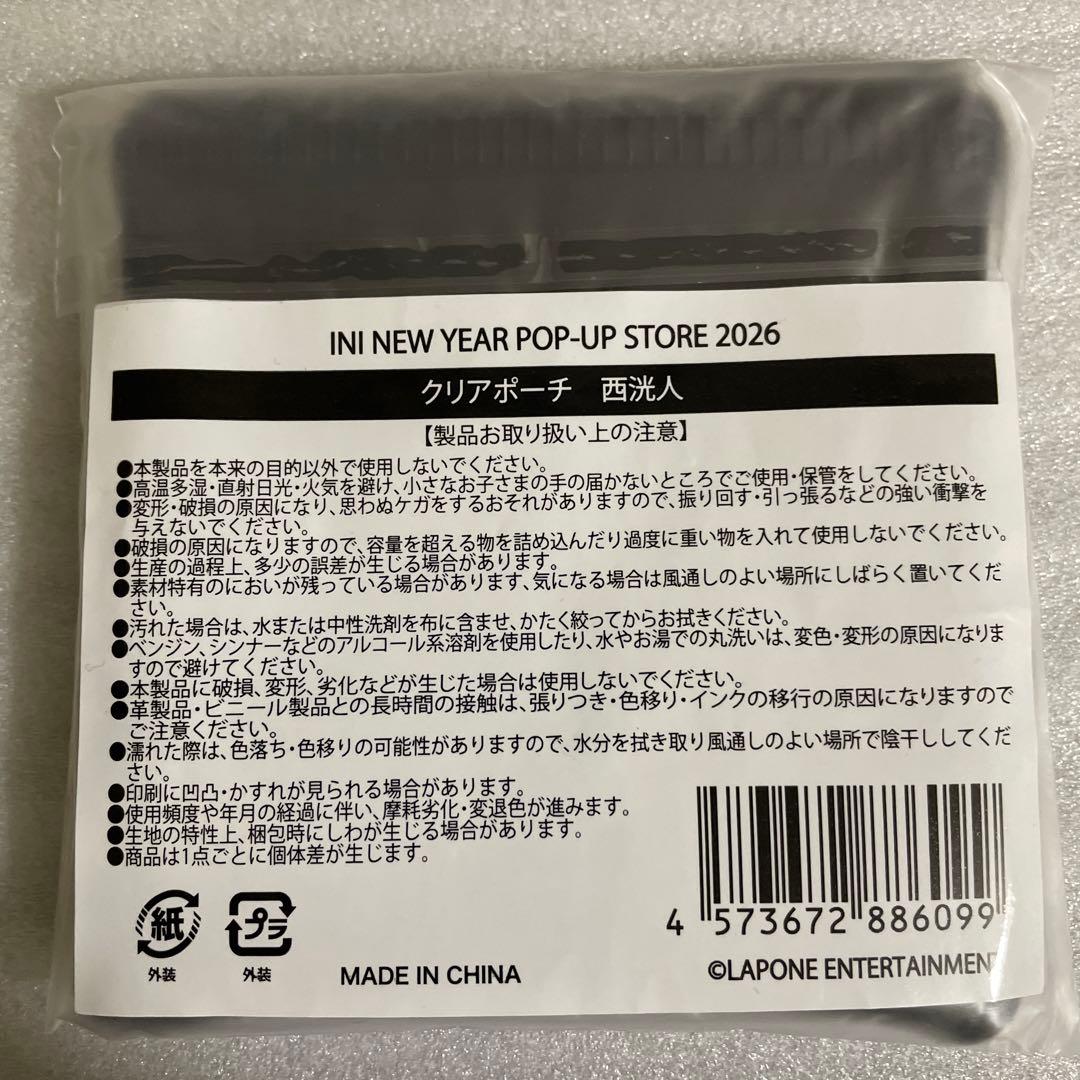 INI NEW YEAR POP-UP STORE 2026
クリアポーチ　西洸人
【製品お取り扱い上の注意】
●本製品を本来の目的以外で使用しないでください。
●高温多湿・直射日光・火気を避け、小さなお子さまの手の届かないところでご使用・保管をしてください。
●変形・破損の原因になり、思わぬケガをするおそれがありますので、振り回す・引っ張るなどの強い衝撃を
与えないでください。
●破損の原因になりますので、容量を超える物を詰め込んだり過度に重い物を入れて使用しないでください。
●生産の過程上、多少の誤差が生じる場合があります。
●素材特有のにおいが残っている場合があります、気になる場合は風通しのよい場所にしばらく置いてくだ
さい。
●汚れた場合は、水または中性洗剤を布に含ませ、かたく絞ってからお拭きください。
●ベンジン、シンナーなどのアルコール系溶剤を使用したり、水やお湯での丸洗いは、変色・変形の原因になりま
すので避けてください。
●本製品に破損、変形、劣化などが生じた場合は使用しないでください。
●革製品・ビニール製品との長時間の接触は、張りつき・色移り・インクの移行の原因になりますので
ご注意ください。
●濡れた際は、色落ち・色移りの可能性がありますので、水分を拭き取り風通しのよい場所で陰干ししてくだ
さい。
●印刷に凹凸・かすれが見られる場合があります。
●使用頻度や年月の経過に伴い、摩耗劣化・変退色が進みます。
●生地の特性上、梱包時にしわが生じる場合があります。
●商品は1点ごとに個体差が生じます。
紙
外装
プラ
外装
MADE IN CHINA
4 573672 886099
©LAPONE ENTERTAINMENT